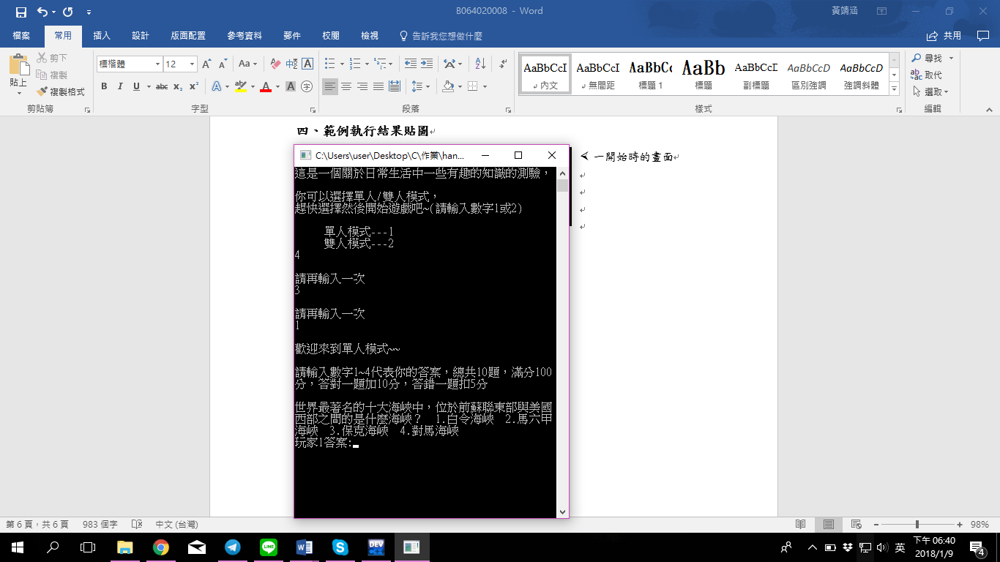 B064020008 - Word
黃靖涵
檔案 常用 插入 設計 版面配置 參考資料 郵件 校閱 檢視 告訴我您想做什麼 共用
貼上
剪下
複製
複製格式
剪貼簿
標楷體 12
字型
段落
AaBbCcI AaBbCcI AaBbCc AaBb AaBbCcI AaBbCcD AaBbCcD
內文 無間距 標題 1 標題 副標題 區別強調 強調斜體
樣式
尋找
取代
選取
編輯
四、範例執行結果貼圖
一開始時的畫面
C:\Users\user\Desktop\C\作業\han...
這是一個關於日常生活中一些有趣的知識的測驗，
你可以選擇單人/雙人模式，
趕快選擇然後開始遊戲吧~(請輸入數字1或2)
單人模式---1
雙人模式---2
4
請再輸入一次
3
請再輸入一次
1
歡迎來到單人模式~~
請輸入數字1~4代表你的答案，總共10題，滿分100
分，答對一題加10分，答錯一題扣5分
世界最著名的十大海峽中，位於前蘇聯東部與美國
西部之間的是什麼海峽？ 1.白令海峽 2.馬六甲
海峽 3.保克海峽 4.對馬海峽
玩家1答案:
第 6 頁，共 6 頁 983 個字 中文 (台灣) 98%
英
下午 06:40
2018/1/9
4